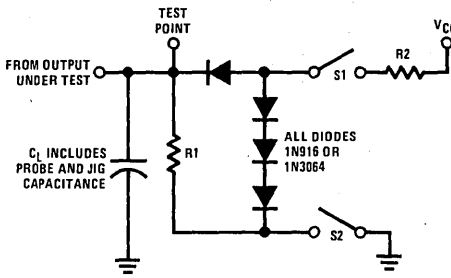 TEST
POINT
FROM OUTPUT
UNDER TEST
S1
R2
R1
ALL DIODES
1N916 OR
1N3064
CL INCLUDES
PROBE AND JIG
CAPACITANCE
S2